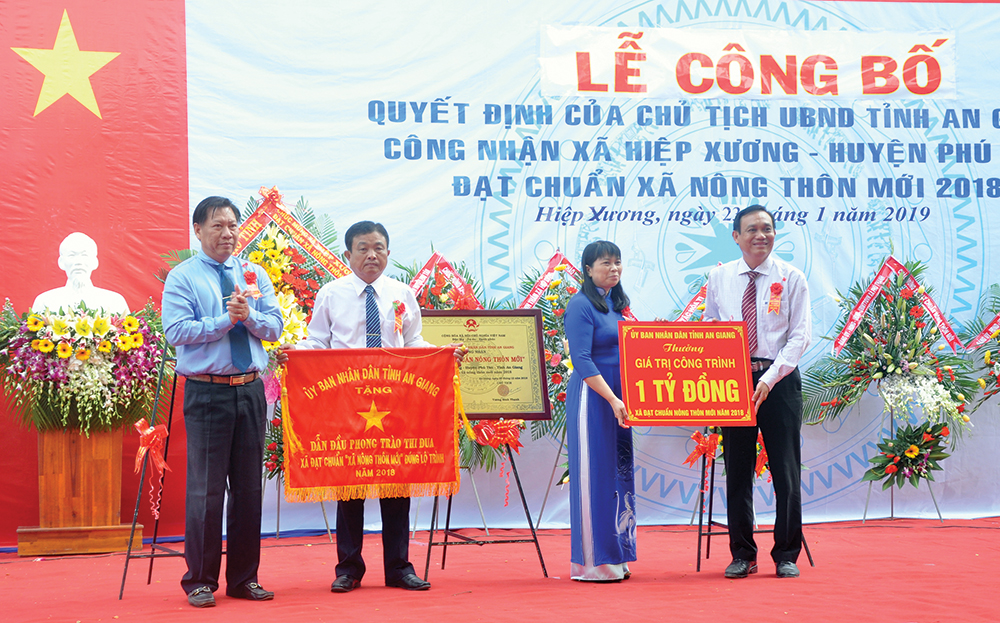 LỄ CÔNG BỐ
QUYẾT ĐỊNH CỦA CHỦ TỊCH UBND TỈNH AN G
CÔNG NHẬN XÃ HIỆP XƯƠNG - HUYỆN PHÚ
ĐẠT CHUẨN XÃ NÔNG THÔN MỚI 2018
Hiệp Xương, ngày 1 năm 2019
ỦY BAN NHÂN DÂN TỈNH AN GIANG
TẶNG
DẪN ĐẦU PHONG TRÀO THI ĐUA
XÃ ĐẠT CHUẨN "XÃ NÔNG THÔN MỚI" ĐÚNG LỘ TRÌNH
NĂM 2018
ỦY BAN NHÂN DÂN TỈNH AN GIANG
Thưởng
GIÁ TRỊ CÔNG TRÌNH
1 TỶ ĐỒNG
XÃ ĐẠT CHUẨN NÔNG THÔN MỚI NĂM 2018